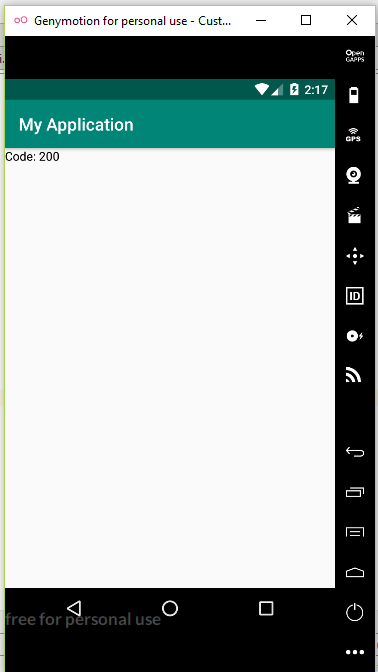 Genymotion for personal use - Cust...
Open
GAPPS
2:17
GPS
My Application
Code: 200
ID
free for personal use